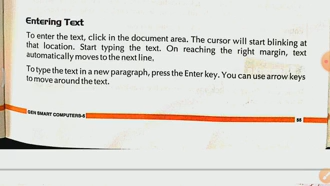 Entering Text
To enter the text, click in the document area. The cursor will start blinking at
that location. Start typing the text. On reaching the right margin, text
automatically moves to the next line.
To type the text in a new paragraph, press the Enter key. You can use arrow keys
to move around the text.
SEN SMART COMPUTERS-5